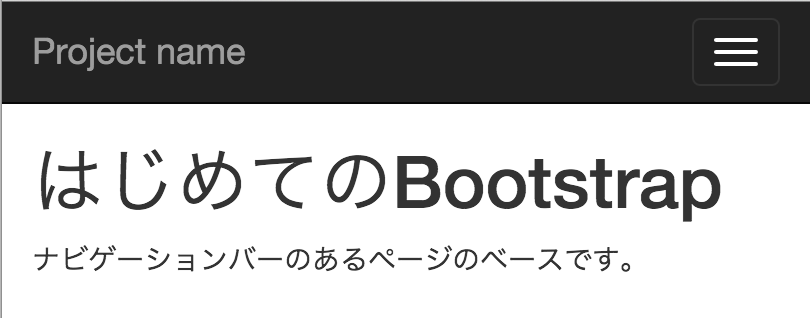 Project name
はじめてのBootstrap
ナビゲーションバーのあるページのベースです。